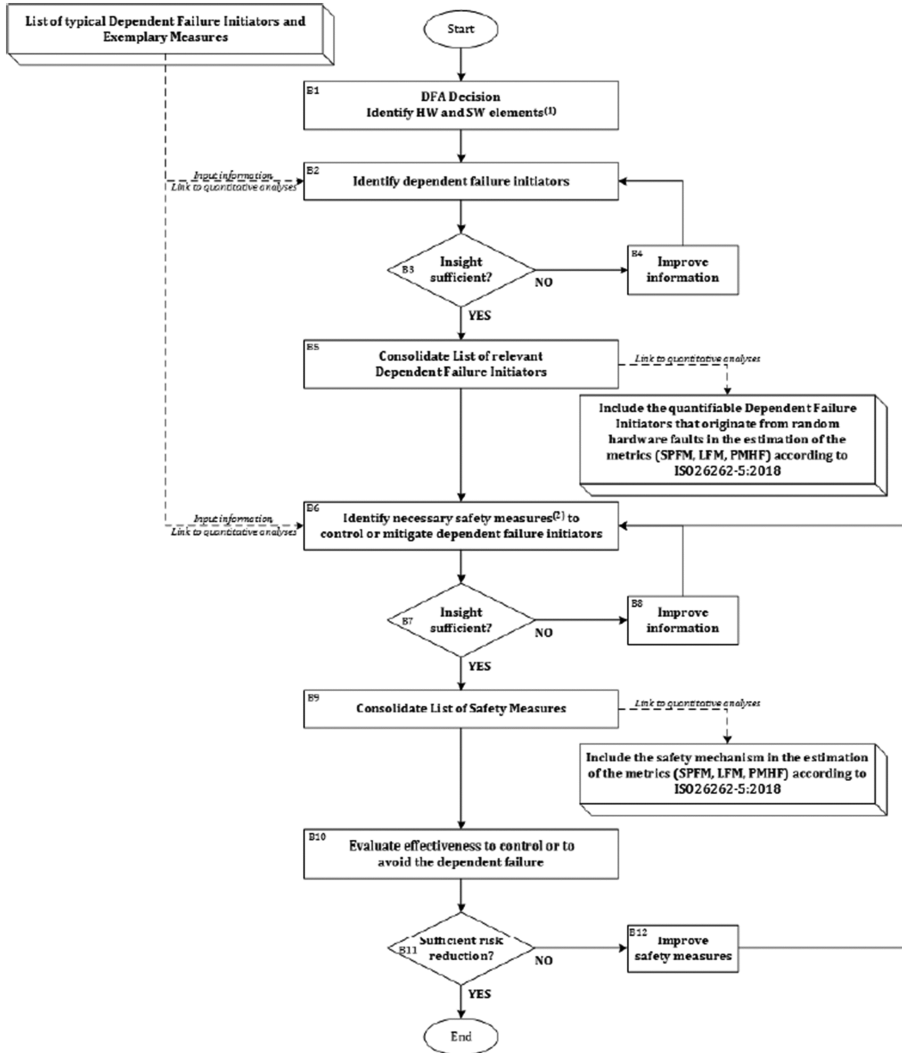 List of typical Dependent Failure Initiators and
Exemplary Measures
Start
B1
DFA Decision
Identify HW and SW elements(1)
Input information
Link to quantitative analyses
B2
Identify dependent failure initiators
B3
Insight
sufficient?
NO
B4
Improve
information
YES
B5
Consolidate List of relevant
Dependent Failure Initiators
Link to quantitative analyses
Include the quantifiable Dependent Failure
Initiators that originate from random
hardware faults in the estimation of the
metrics (SPFM, LFM, PMHF) according to
ISO26262-5:2018
Input information
Link to quantitative analyses
B6
Identify necessary safety measures(2) to
control or mitigate dependent failure initiators
B7
Insight
sufficient?
NO
B8
Improve
information
YES
B9
Consolidate List of Safety Measures
Link to quantitative analyses
Include the safety mechanism in the estimation
of the metrics (SPFM, LFM, PMHF) according to
ISO26262-5:2018
B10
Evaluate effectiveness to control or to
avoid the dependent failure
B11
Sufficient risk
reduction?
NO
B12
Improve
safety measures
YES
End